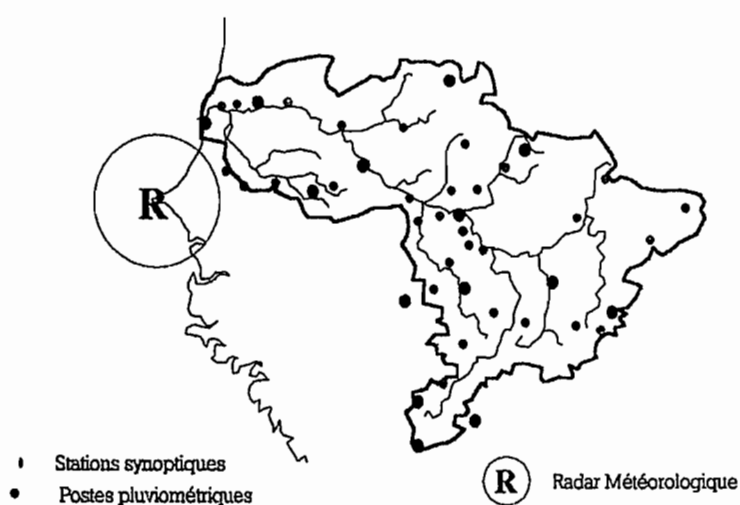 R
Stations synoptiques
Postes pluviométriques
R Radar Météorologique